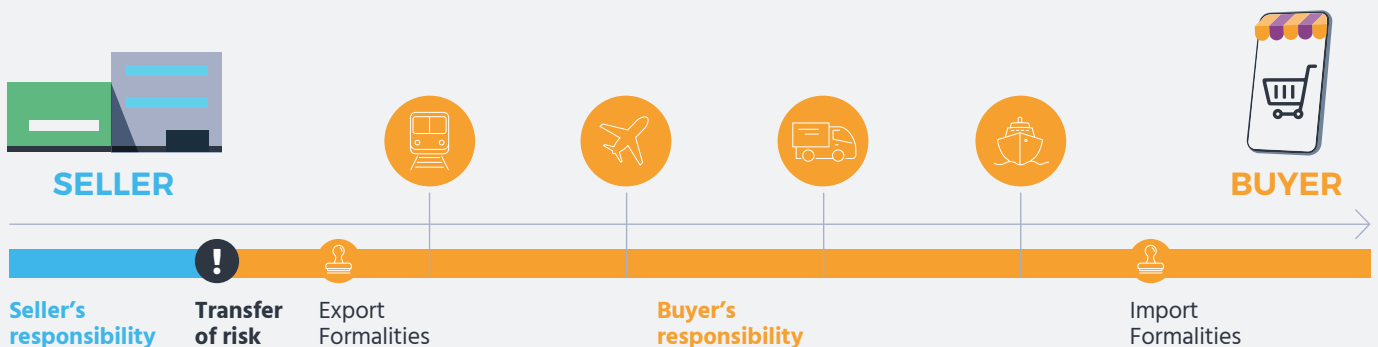 SELLER
BUYER
!
Seller’s
responsibility
Transfer
of risk
Export
Formalities
Buyer’s
responsibility
Import
Formalities